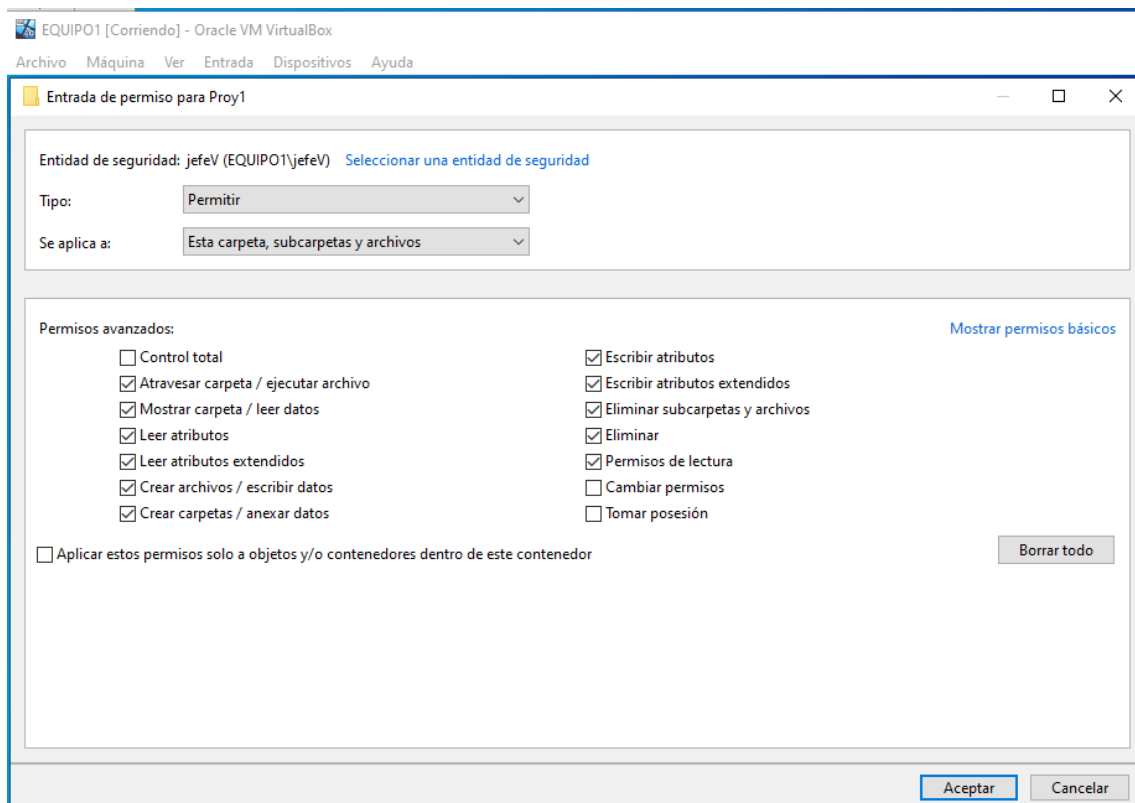 EQUIPO1 [Corriendo] - Oracle VM VirtualBox
Archivo Máquina Ver Entrada Dispositivos Ayuda
Entrada de permiso para Proy1
Entidad de seguridad: jefeV (EQUIPO1\jefeV) Seleccionar una entidad de seguridad
Tipo: Permitir
Se aplica a: Esta carpeta, subcarpetas y archivos
Permisos avanzados: Mostrar permisos básicos
Control total Escribir atributos
Atravesar carpeta / ejecutar archivo Escribir atributos extendidos
Mostrar carpeta / leer datos Eliminar subcarpetas y archivos
Leer atributos Eliminar
Leer atributos extendidos Permisos de lectura
Crear archivos / escribir datos Cambiar permisos
Crear carpetas / anexar datos Tomar posesión
Aplicar estos permisos solo a objetos y/o contenedores dentro de este contenedor Borrar todo
Aceptar Cancelar